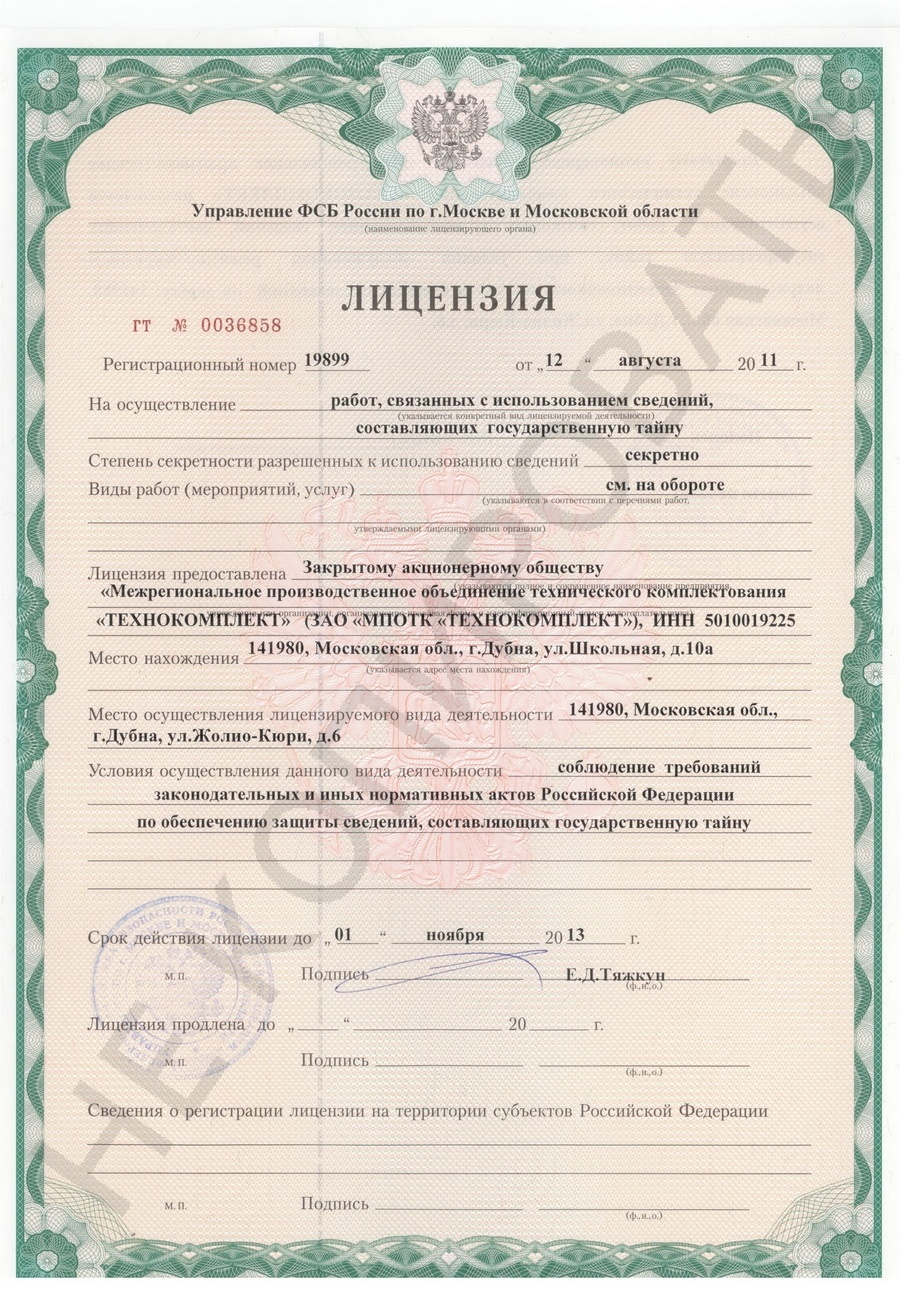 Управление ФСБ России по г.Москве и Московской области
(наименование лицензирующего органа)
ЛИЦЕНЗИЯ
ГТ № 0036858
Регистрационный номер 19899 от „12“ августа 2011 г.
На осуществление работ, связанных с использованием сведений,
(указывается конкретный вид лицензируемой деятельности)
составляющих государственную тайну
Степень секретности разрешенных к использованию сведений секретно
Виды работ (мероприятий, услуг) см. на обороте
(указываются в соответствии с перечнями работ,
утверждаемыми лицензирующими органами)
Лицензия предоставлена Закрытому акционерному обществу
(указываются полное и сокращенное наименование предприятия,
«Межрегиональное производственное объединение технического комплектования
«ТЕХНОКОМПЛЕКТ» (ЗАО «МПОТК «ТЕХНОКОМПЛЕКТ»), ИНН 5010019225
Место нахождения 141980, Московская обл., г.Дубна, ул.Школьная, д.10а
(указывается адрес места нахождения)
Место осуществления лицензируемого вида деятельности 141980, Московская обл.,
г.Дубна, ул.Жолио-Кюри, д.6
Условия осуществления данного вида деятельности соблюдение требований
законодательных и иных нормативных актов Российской Федерации
по обеспечению защиты сведений, составляющих государственную тайну
Срок действия лицензии до „01“ ноября 2013 г.
М.П. Подпись Е.Д.Тяжкун
(ф.,и.,о.)
Лицензия продлена до „ “ 20 г.
М.П. Подпись
(ф.,и.,о.)
Сведения о регистрации лицензии на территории субъектов Российской Федерации
М.П. Подпись
(ф.,и.,о.)
НЕ КОПИРОВАТЬ